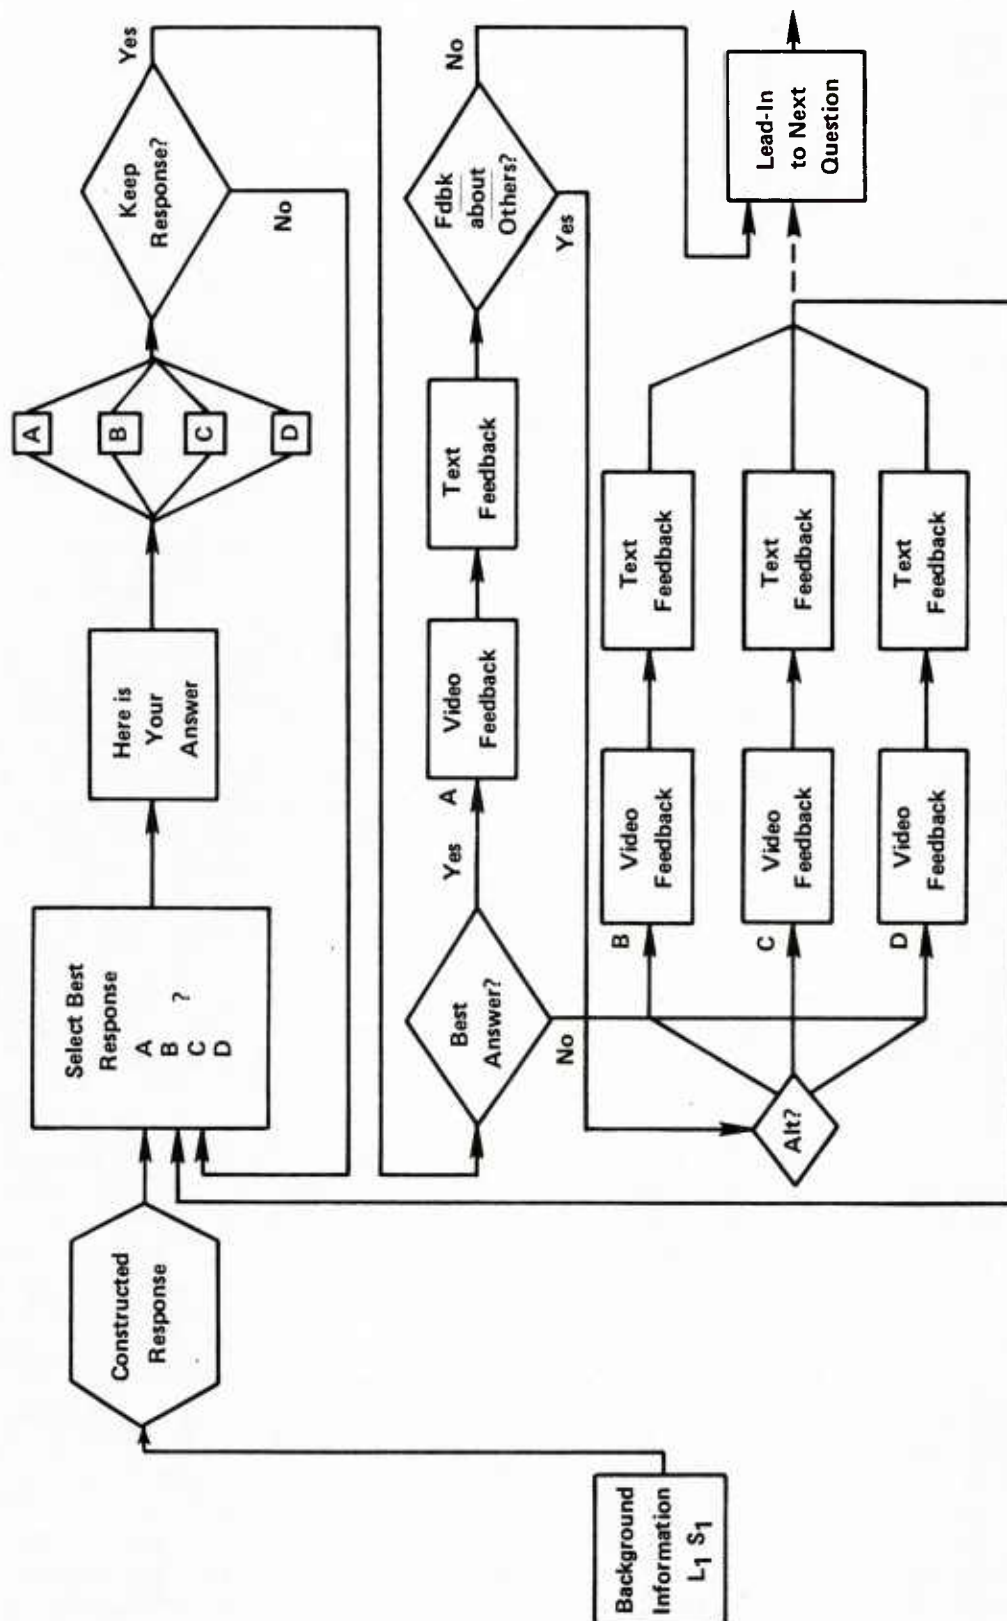 Background
Information
L1 S1
Constructed
Response
Select Best
Response
A
B ?
C
D
Here is
Your
Answer
A
B
C
D
Keep
Response?
Yes
No
Best
Answer?
Yes
No
A
Video
Feedback
Text
Feedback
Fdbk
about
Others?
No
Yes
Alt?
B
Video
Feedback
Text
Feedback
C
Video
Feedback
Text
Feedback
D
Video
Feedback
Text
Feedback
Lead-In
to Next
Question